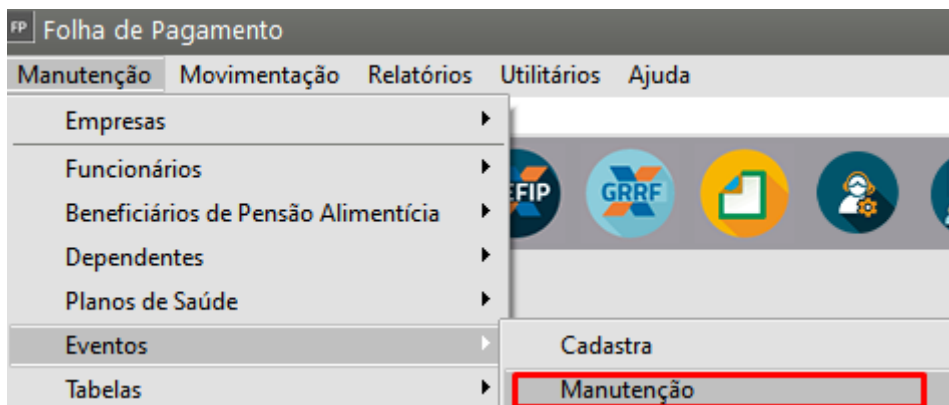 FP Folha de Pagamento
Manutenção Movimentação Relatórios Utilitários Ajuda
Empresas
Funcionários
EFIP GRRF
Beneficiários de Pensão Alimentícia
Dependentes
Planos de Saúde
Eventos
Cadastra
Tabelas
Manutenção